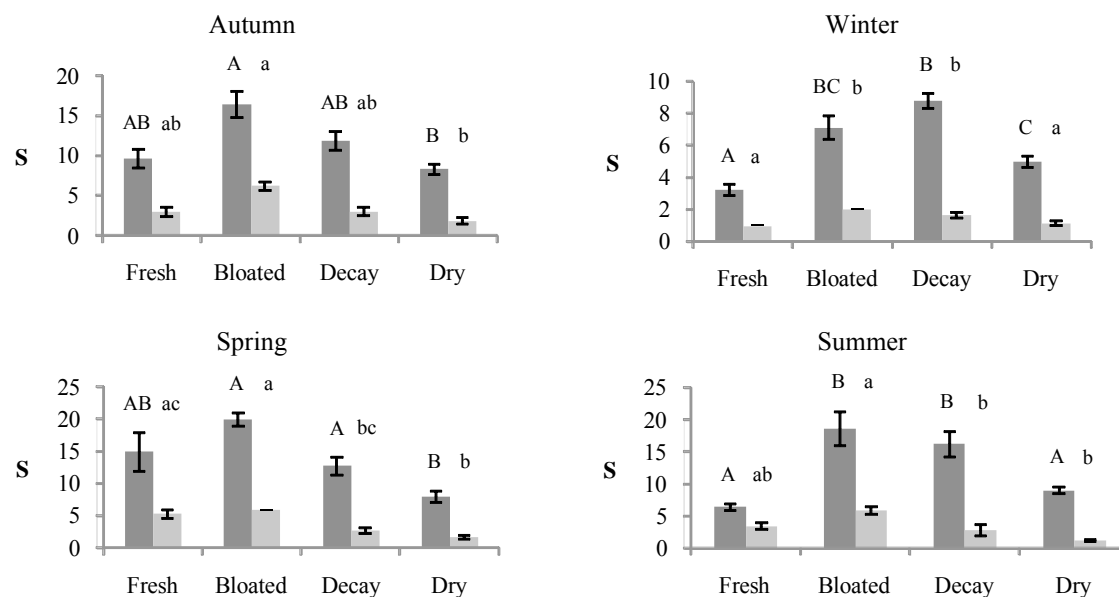 Autumn
A a
20
15
10
5
0
S
AB ab
AB ab
B b
Fresh Bloated Decay Dry
Winter
B b
10
8
6
4
2
0
S
BC b
A a
C a
Fresh Bloated Decay Dry
Spring
A a
25
20
15
10
5
0
S
AB ac
A bc
B b
Fresh Bloated Decay Dry
Summer
B a
25
20
15
10
5
0
S
B b
A ab
A b
Fresh Bloated Decay Dry